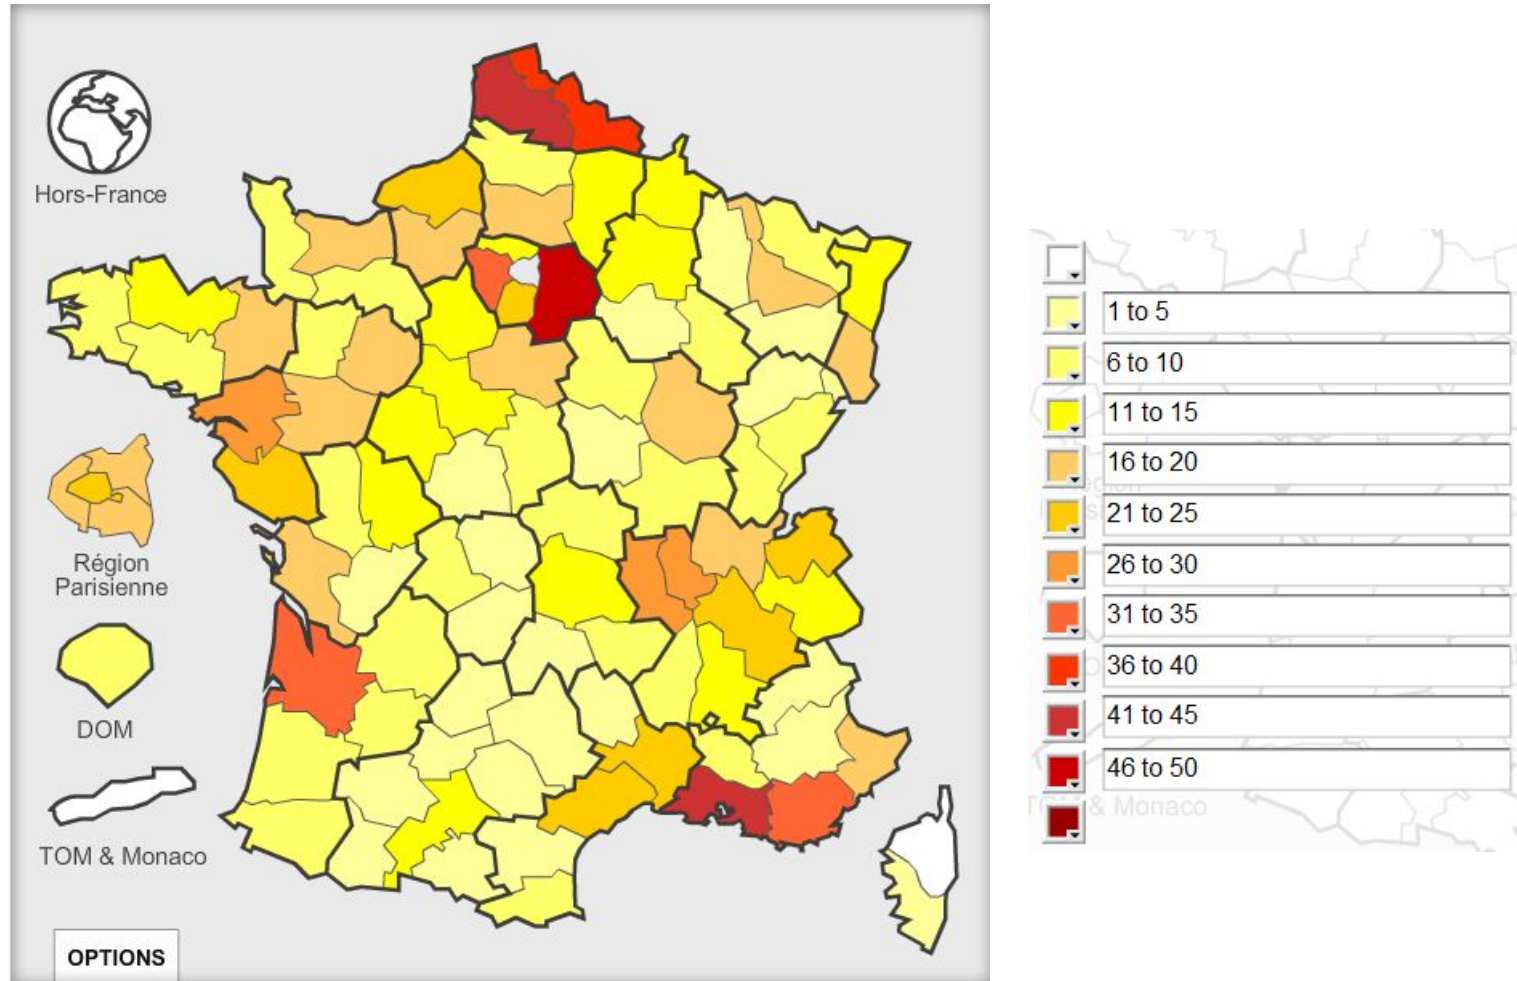 Hors-France
Région
Parisienne
DOM
TOM & Monaco
OPTIONS
1 to 5
6 to 10
11 to 15
16 to 20
21 to 25
26 to 30
31 to 35
36 to 40
41 to 45
46 to 50
& Monaco